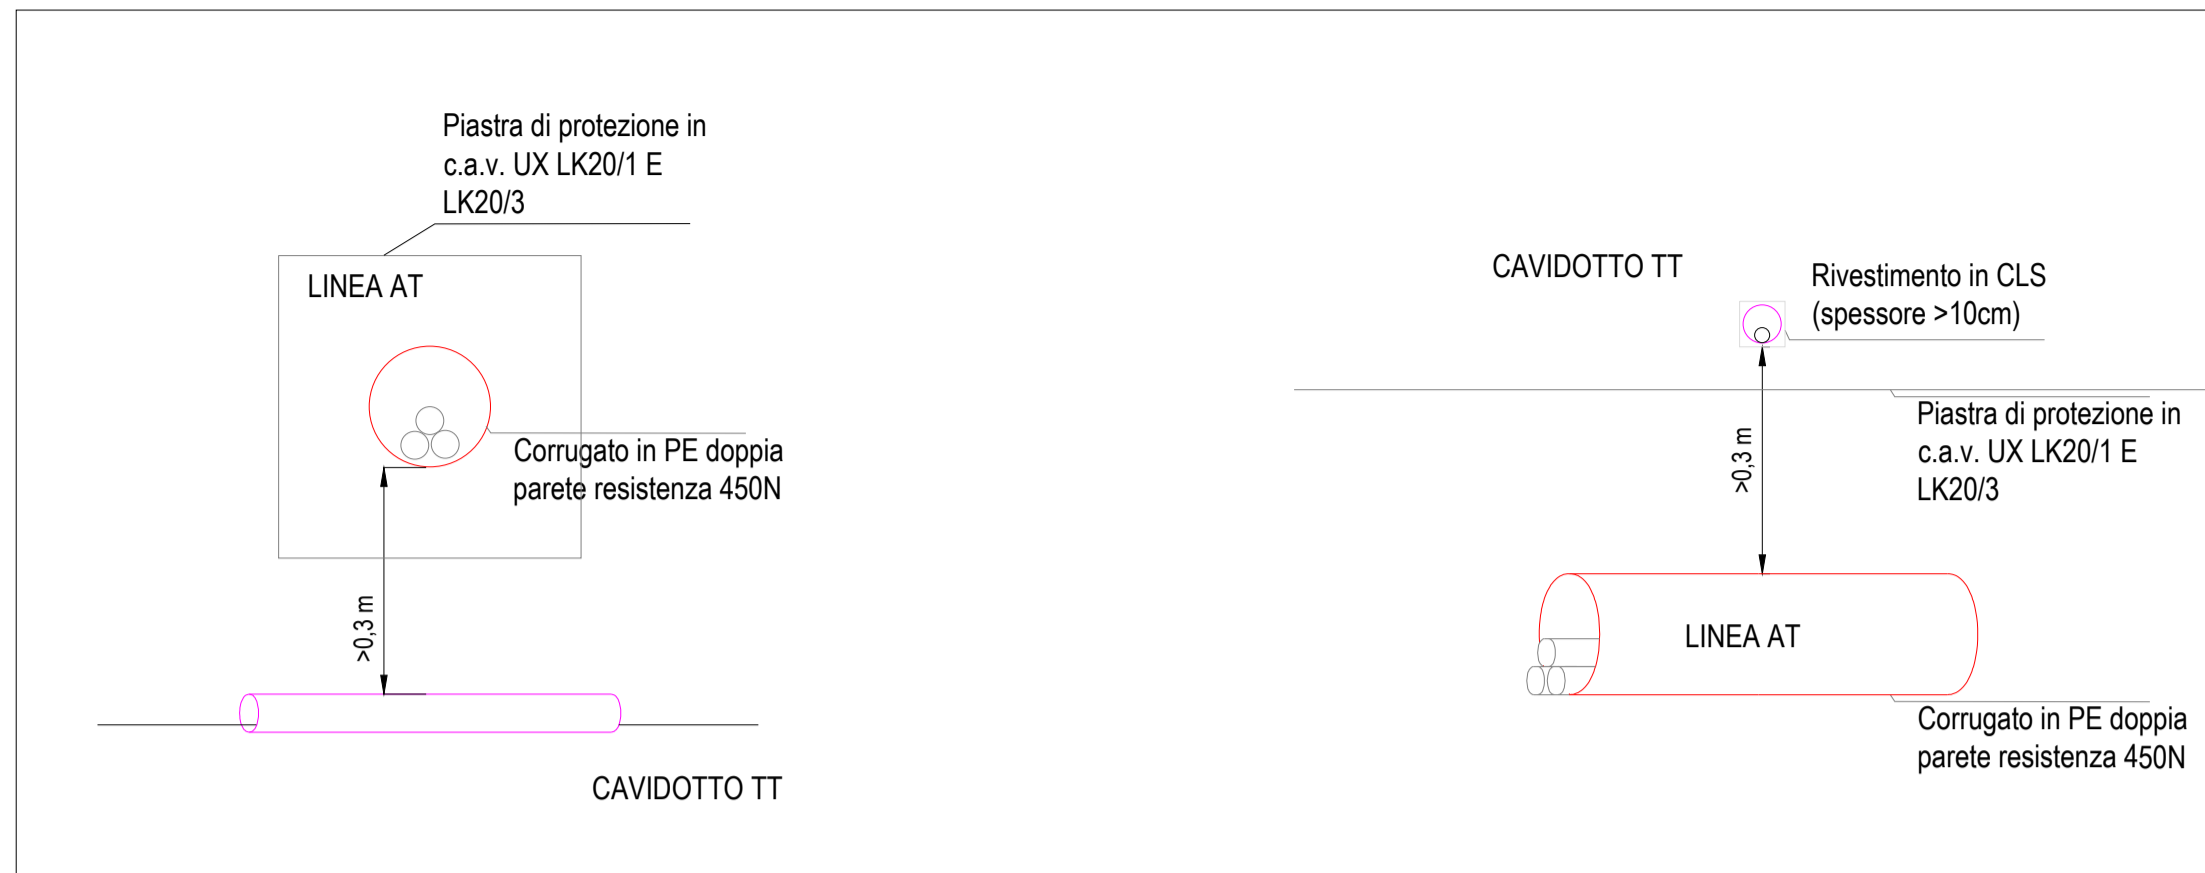 Piastra di protezione in
c.a.v. UX LK20/1 E
LK20/3
LINEA AT
Corrugato in PE doppia
parete resistenza 450N
>0,3 m
CAVIDOTTO TT
CAVIDOTTO TT
Rivestimento in CLS
(spessore >10cm)
Piastra di protezione in
c.a.v. UX LK20/1 E
LK20/3
>0,3 m
LINEA AT
Corrugato in PE doppia
parete resistenza 450N